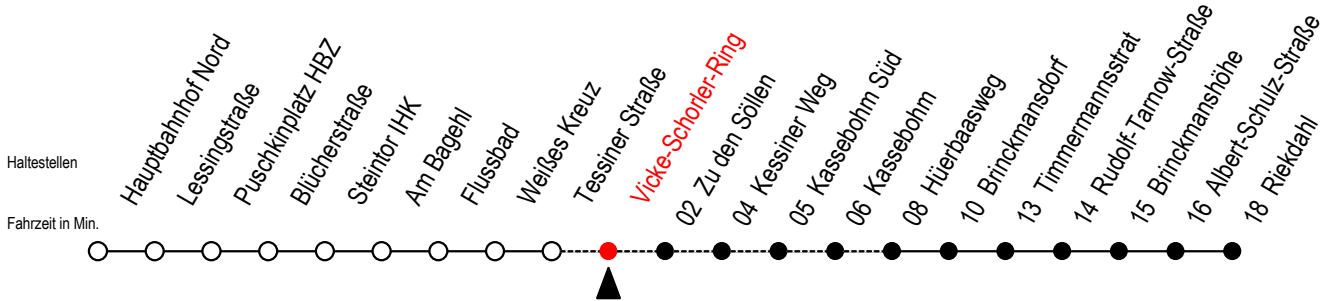 Haltestellen
Fahrzeit in Min.
Hauptbahnhof Nord
Lessingstraße
Puschkinplatz HBZ
Blücherstraße
Steintor IHK
Am Bagehl
Flussbad
Weißes Kreuz
Tessiner Straße
Vicke-Schorler-Ring
02 Zu den Söllen
04 Kessiner Weg
05 Kassebohm Süd
06 Kassebohm
08 Hüerbaasweg
10 Brinckmansdorf
13 Timmermannsstrat
14 Rudolf-Tarnow-Straße
15 Brinckmanshöhe
16 Albert-Schulz-Straße
18 Riekdahl